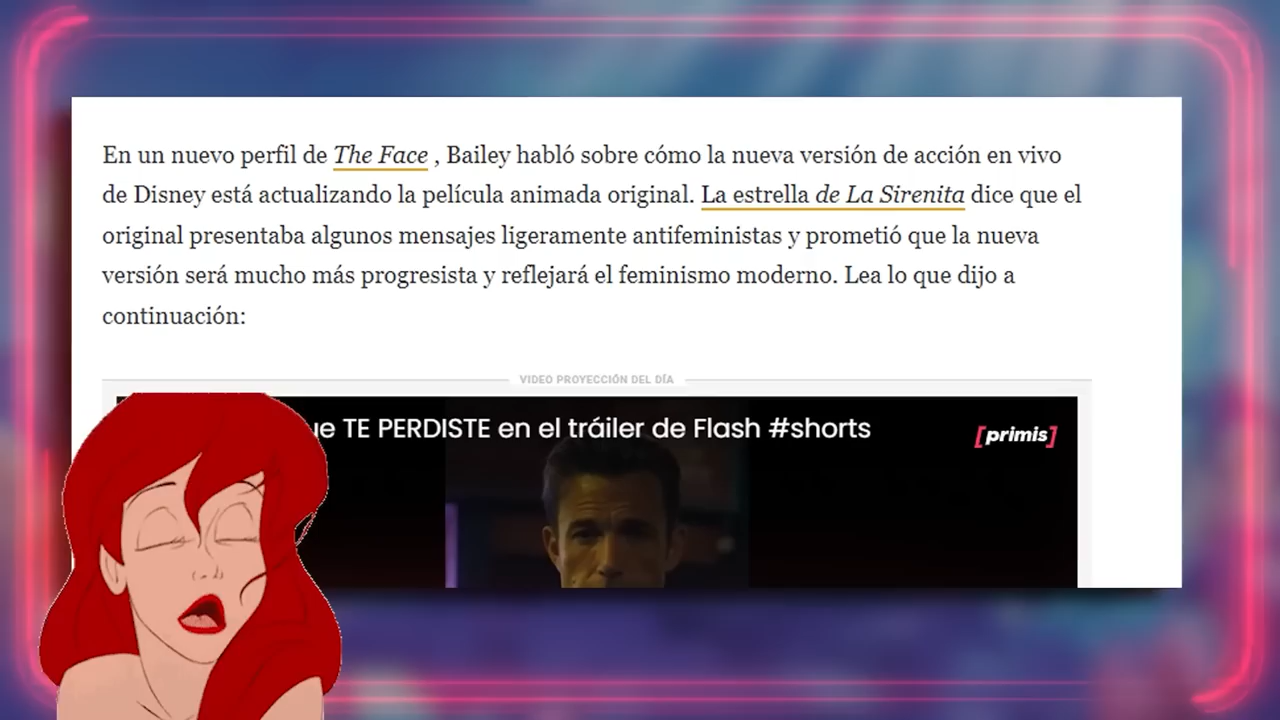 En un nuevo perfil de The Face , Bailey habló sobre cómo la nueva versión de acción en vivo
de Disney está actualizando la película animada original. La estrella de La Sirenita dice que el
original presentaba algunos mensajes ligeramente antifeministas y prometió que la nueva
versión será mucho más progresista y reflejará el feminismo moderno. Lea lo que dijo a
continuación:
VIDEO PROYECCIÓN DEL DÍA
ue TE PERDISTE en el tráiler de Flash #shorts
[primis]